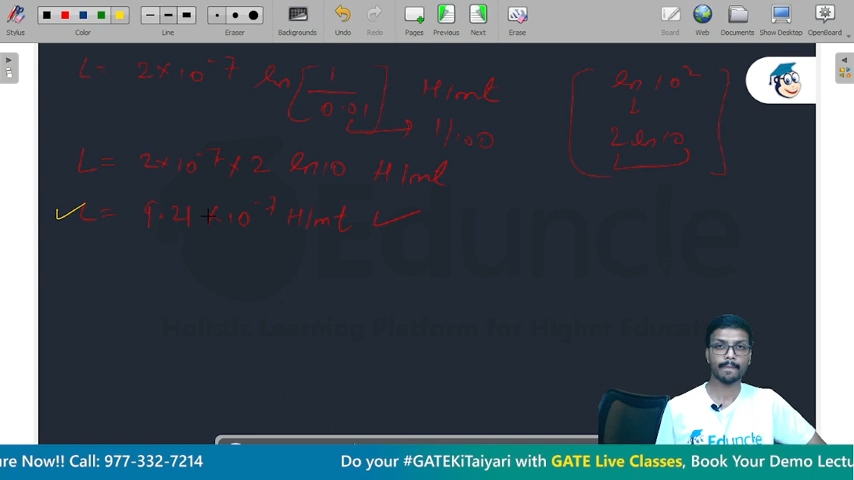 Stylus
Color
Line
Eraser
Backgrounds
Undo
Redo
Pages
Previous
Next
Erase
Board
Web
Documents
Show Desktop
OpenBoard
L= 2×10⁻⁷ ln[1/0.01] H/mt
1/100
[ln 10²
2 ln 10]
L= 2×10⁻⁷×2 ln10 H/mt
✓ L= 9.21 ×10⁻⁷ H/mt ✓
Eduncle
Holistic Learning Platform for Higher Education
Eduncle
ure Now!! Call: 977-332-7214
Do your #GATEKiTaiyari with GATE Live Classes, Book Your Demo Lectu